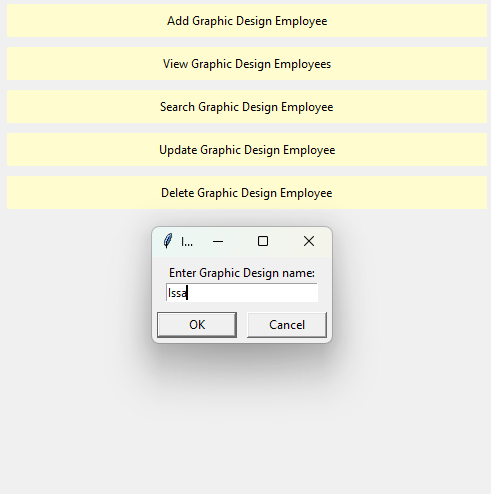 Add Graphic Design Employee
View Graphic Design Employees
Search Graphic Design Employee
Update Graphic Design Employee
Delete Graphic Design Employee
I...
Enter Graphic Design name:
Issa
OK Cancel